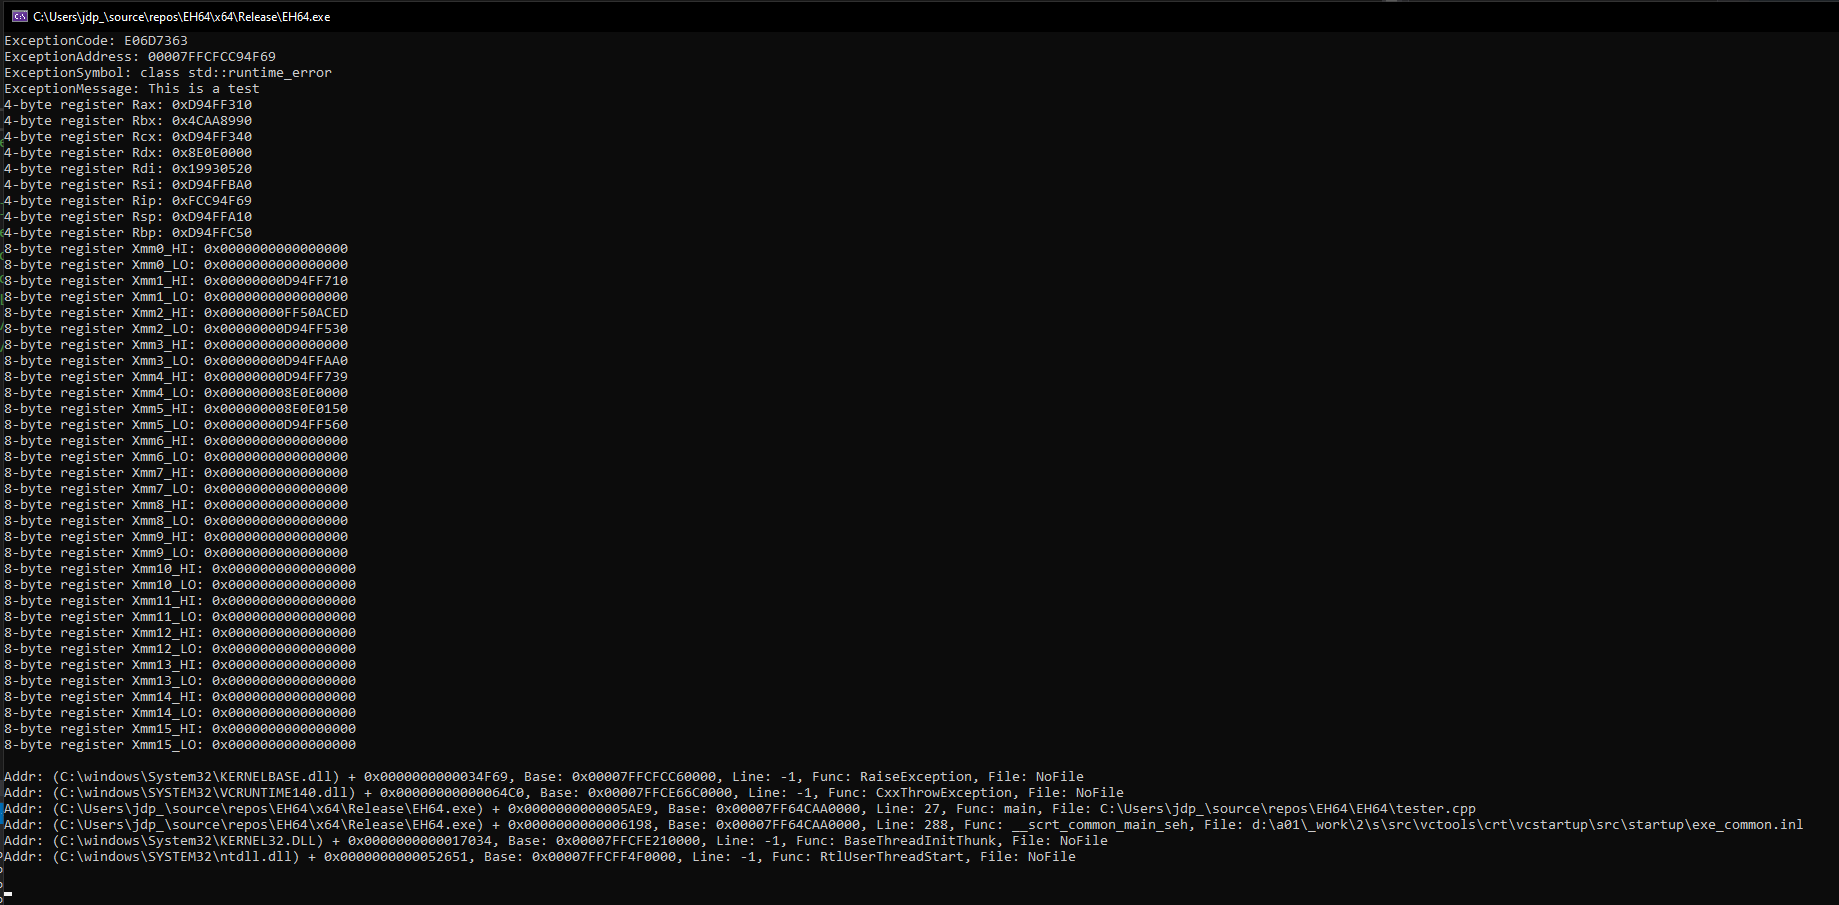 C:\Users\jdp_\source\repos\EH64\x64\Release\EH64.exe
ExceptionCode: E06D7363
ExceptionAddress: 00007FFCFCC94F69
ExceptionSymbol: class std::runtime_error
ExceptionMessage: This is a test
4-byte register Rax: 0xD94FF310
4-byte register Rbx: 0x4CAA8990
4-byte register Rcx: 0xD94FF340
4-byte register Rdx: 0x8E0E0000
4-byte register Rdi: 0x19930520
4-byte register Rsi: 0xD94FFBA0
4-byte register Rip: 0xFCC94F69
4-byte register Rsp: 0xD94FFA10
4-byte register Rbp: 0xD94FFC50
8-byte register Xmm0_HI: 0x0000000000000000
8-byte register Xmm0_LO: 0x0000000000000000
8-byte register Xmm1_HI: 0x00000000D94FF710
8-byte register Xmm1_LO: 0x0000000000000000
8-byte register Xmm2_HI: 0x00000000FF50ACED
8-byte register Xmm2_LO: 0x00000000D94FF530
8-byte register Xmm3_HI: 0x0000000000000000
8-byte register Xmm3_LO: 0x00000000D94FFAA0
8-byte register Xmm4_HI: 0x00000000D94FF739
8-byte register Xmm4_LO: 0x000000008E0E0000
8-byte register Xmm5_HI: 0x000000008E0E0150
8-byte register Xmm5_LO: 0x00000000D94FF560
8-byte register Xmm6_HI: 0x0000000000000000
8-byte register Xmm6_LO: 0x0000000000000000
8-byte register Xmm7_HI: 0x0000000000000000
8-byte register Xmm7_LO: 0x0000000000000000
8-byte register Xmm8_HI: 0x0000000000000000
8-byte register Xmm8_LO: 0x0000000000000000
8-byte register Xmm9_HI: 0x0000000000000000
8-byte register Xmm9_LO: 0x0000000000000000
8-byte register Xmm10_HI: 0x0000000000000000
8-byte register Xmm10_LO: 0x0000000000000000
8-byte register Xmm11_HI: 0x0000000000000000
8-byte register Xmm11_LO: 0x0000000000000000
8-byte register Xmm12_HI: 0x0000000000000000
8-byte register Xmm12_LO: 0x0000000000000000
8-byte register Xmm13_HI: 0x0000000000000000
8-byte register Xmm13_LO: 0x0000000000000000
8-byte register Xmm14_HI: 0x0000000000000000
8-byte register Xmm14_LO: 0x0000000000000000
8-byte register Xmm15_HI: 0x0000000000000000
8-byte register Xmm15_LO: 0x0000000000000000
Addr: (C:\windows\System32\KERNELBASE.dll) + 0x0000000000034F69, Base: 0x00007FFCFCC60000, Line: -1, Func: RaiseException, File: NoFile
Addr: (C:\windows\SYSTEM32\VCRUNTIME140.dll) + 0x00000000000064C0, Base: 0x00007FFCE66C0000, Line: -1, Func: CxxThrowException, File: NoFile
Addr: (C:\Users\jdp_\source\repos\EH64\x64\Release\EH64.exe) + 0x0000000000005AE9, Base: 0x00007FF64CAA0000, Line: 27, Func: main, File: C:\Users\jdp_\source\repos\EH64\EH64\tester.cpp
Addr: (C:\Users\jdp_\source\repos\EH64\x64\Release\EH64.exe) + 0x0000000000006198, Base: 0x00007FF64CAA0000, Line: 288, Func: __scrt_common_main_seh, File: d:\a01\_work\2\s\src\vctools\crt\vcstartup\src\startup\exe_common.inl
Addr: (C:\windows\System32\KERNEL32.DLL) + 0x0000000000017034, Base: 0x00007FFCFE210000, Line: -1, Func: BaseThreadInitThunk, File: NoFile
Addr: (C:\windows\SYSTEM32\ntdll.dll) + 0x0000000000052651, Base: 0x00007FFCFF4F0000, Line: -1, Func: RtlUserThreadStart, File: NoFile